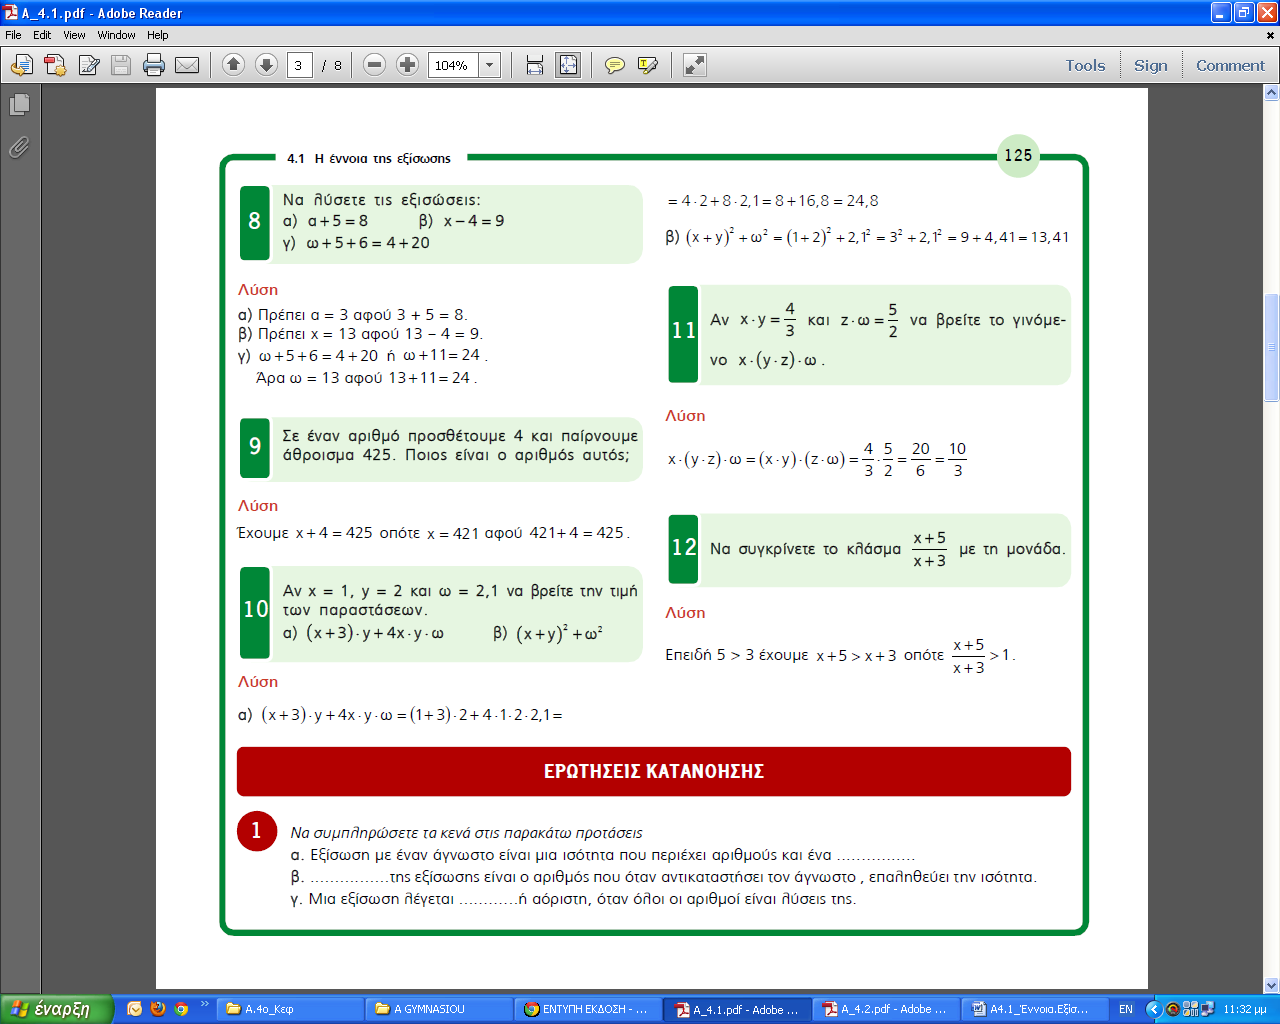 A_4.1.pdf - Adobe Reader
File Edit View Window Help
3 / 8 104% Tools Sign Comment
4.1 Η έννοια της εξίσωσης
125
8
Να λύσετε τις εξισώσεις:
α) α + 5 = 8 β) x − 4 = 9
γ) ω + 5 + 6 = 4 + 20
Λύση
α) Πρέπει α = 3 αφού 3 + 5 = 8.
β) Πρέπει x = 13 αφού 13 – 4 = 9.
γ) ω + 5 + 6 = 4 + 20 ή ω + 11 = 24 .
Άρα ω = 13 αφού 13 + 11 = 24 .
9
Σε έναν αριθμό προσθέτουμε 4 και παίρνουμε
άθροισμα 425. Ποιος είναι ο αριθμός αυτός;
Λύση
Έχουμε x + 4 = 425 οπότε x = 421 αφού 421 + 4 = 425 .
10
Αν x = 1, y = 2 και ω = 2,1 να βρείτε την τιμή
των παραστάσεων.
α) (x + 3) · y + 4x · y · ω β) (x + y)² + ω²
Λύση
α) (x + 3) · y + 4x · y · ω = (1 + 3) · 2 + 4 · 1 · 2 · 2,1 =
= 4 · 2 + 8 · 2,1 = 8 + 16,8 = 24,8
β) (x + y)² + ω² = (1 + 2)² + 2,1² = 3² + 2,1² = 9 + 4,41 = 13,41
11
Αν x · y = 4/3 και z · ω = 5/2 να βρείτε το γινόμε-
νο x · (y · z) · ω .
Λύση
x · (y · z) · ω = (x · y) · (z · ω) = 4/3 · 5/2 = 20/6 = 10/3
12
Να συγκρίνετε το κλάσμα (x + 5)/(x + 3) με τη μονάδα.
Λύση
Επειδή 5 > 3 έχουμε x + 5 > x + 3 οπότε (x + 5)/(x + 3) > 1 .
ΕΡΩΤΗΣΕΙΣ ΚΑΤΑΝΟΗΣΗΣ
1
Να συμπληρώσετε τα κενά στις παρακάτω προτάσεις
α. Εξίσωση με έναν άγνωστο είναι μια ισότητα που περιέχει αριθμούς και ένα ................
β. ................της εξίσωσης είναι ο αριθμός που όταν αντικαταστήσει τον άγνωστο , επαληθεύει την ισότητα.
γ. Μια εξίσωση λέγεται ............ή αόριστη, όταν όλοι οι αριθμοί είναι λύσεις της.
έναρξη
A.4ο_Κεφ
A GYMNASIOU
ΕΝΤΥΠΗ ΕΚΔΟΣΗ - ...
A_4.1.pdf - Adobe ...
A_4.2.pdf - Adobe ...
A4.1_Έννοια.Εξίσ...
EN
11:32 μμ